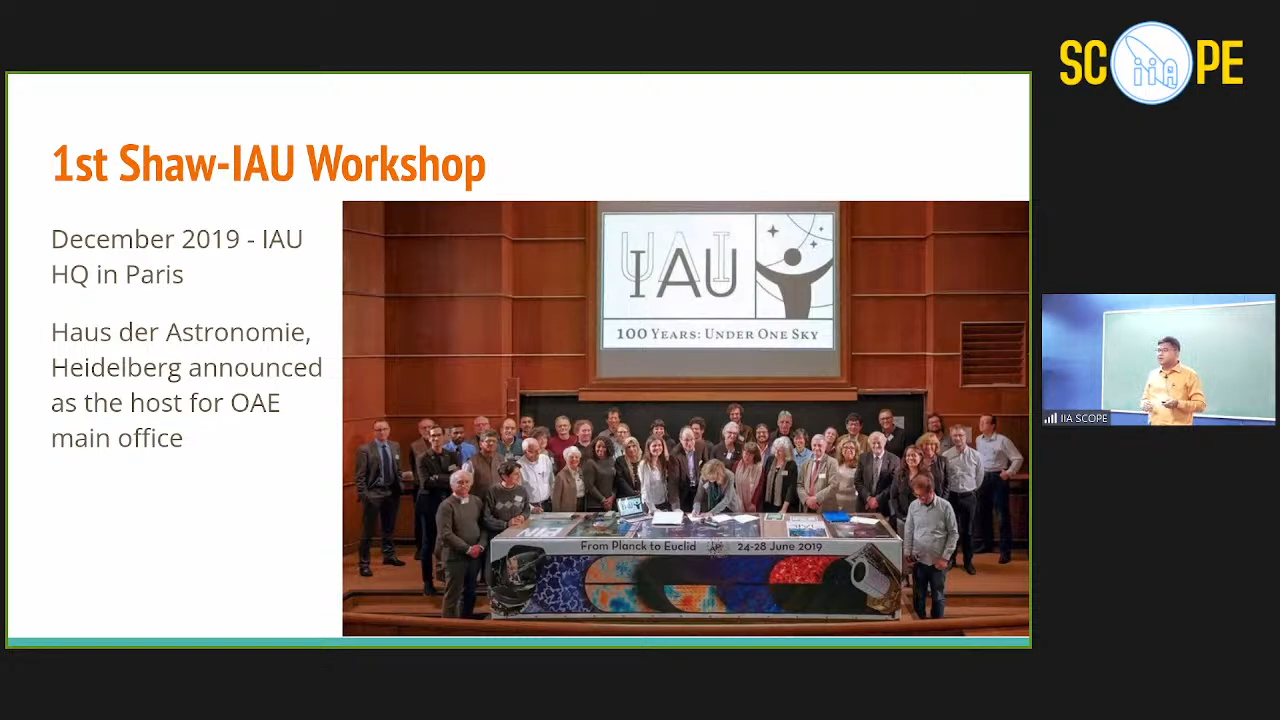 SC iiA PE
1st Shaw-IAU Workshop
December 2019 - IAU
HQ in Paris
Haus der Astronomie,
Heidelberg announced
as the host for OAE
main office
UAI
IAU
100 Years: Under One Sky
From Planck to Euclid 24-28 June 2019
IIA SCOPE